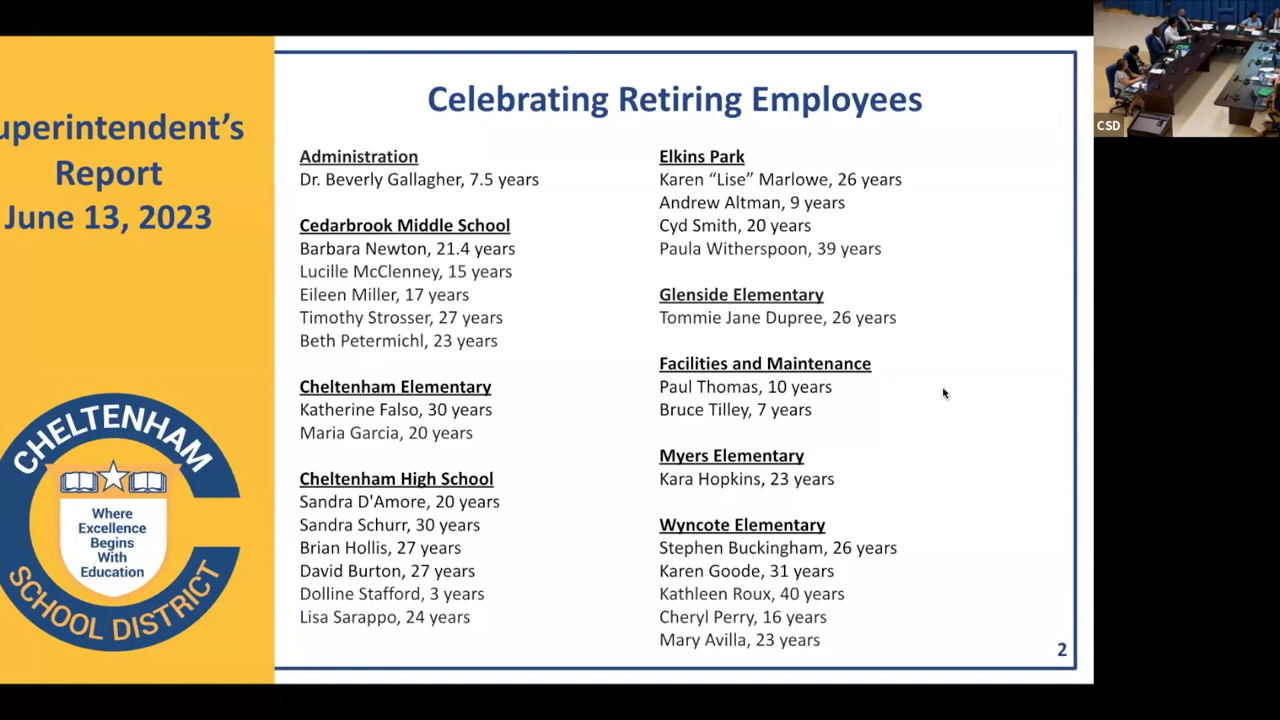 uperintendent's
Report
June 13, 2023
CHELTENHAM
Where
Excellence
Begins
With
Education
SCHOOL DISTRICT
Celebrating Retiring Employees
Administration
Dr. Beverly Gallagher, 7.5 years
Cedarbrook Middle School
Barbara Newton, 21.4 years
Lucille McClenney, 15 years
Eileen Miller, 17 years
Timothy Strosser, 27 years
Beth Petermichl, 23 years
Cheltenham Elementary
Katherine Falso, 30 years
Maria Garcia, 20 years
Cheltenham High School
Sandra D'Amore, 20 years
Sandra Schurr, 30 years
Brian Hollis, 27 years
David Burton, 27 years
Dolline Stafford, 3 years
Lisa Sarappo, 24 years
Elkins Park
Karen “Lise” Marlowe, 26 years
Andrew Altman, 9 years
Cyd Smith, 20 years
Paula Witherspoon, 39 years
Glenside Elementary
Tommie Jane Dupree, 26 years
Facilities and Maintenance
Paul Thomas, 10 years
Bruce Tilley, 7 years
Myers Elementary
Kara Hopkins, 23 years
Wyncote Elementary
Stephen Buckingham, 26 years
Karen Goode, 31 years
Kathleen Roux, 40 years
Cheryl Perry, 16 years
Mary Avilla, 23 years
2
CSD